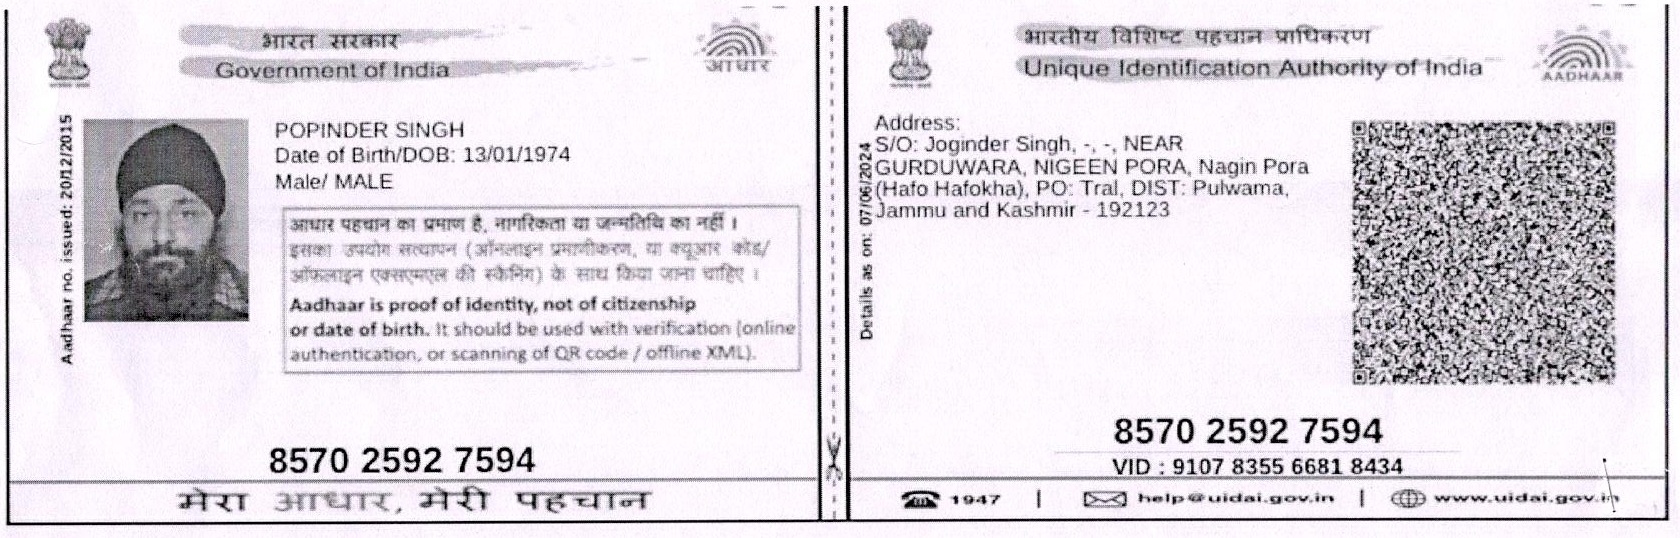 भारत सरकार
Government of India
आधार
Aadhaar no. issued: 20/12/2015
POPINDER SINGH
Date of Birth/DOB: 13/01/1974
Male/ MALE
आधार पहचान का प्रमाण है, नागरिकता या जन्मतिथि का नहीं ।
इसका उपयोग सत्यापन (ऑनलाइन प्रमाणीकरण, या क्यूआर कोड/
ऑफलाइन एक्सएमएल की स्कैनिंग) के साथ किया जाना चाहिए ।
Aadhaar is proof of identity, not of citizenship
or date of birth. It should be used with verification (online
authentication, or scanning of QR code / offline XML).
8570 2592 7594
मेरा आधार, मेरी पहचान
भारतीय विशिष्ट पहचान प्राधिकरण
Unique Identification Authority of India
AADHAAR
Details as on: 07/06/2024
Address:
S/O: Joginder Singh, -, -, NEAR
GURDUWARA, NIGEEN PORA, Nagin Pora
(Hafo Hafokha), PO: Tral, DIST: Pulwama,
Jammu and Kashmir - 192123
8570 2592 7594
VID : 9107 8355 6681 8434
1947 | help@uidai.gov.in | www.uidai.gov.in